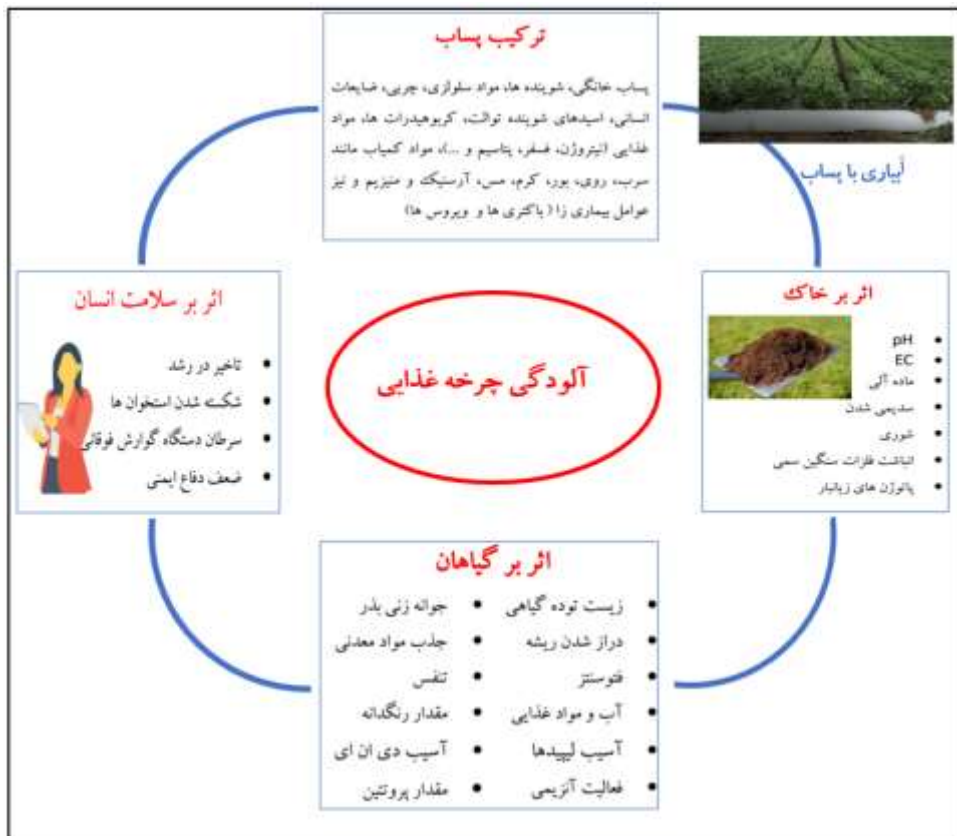 ترکیب پساب
پساب خانگی، شوینده ها، مواد سلولزی، چربی، ضایعات
انسانی، اسیدهای شوینده توالت، کربوهیدرات ها، مواد
غذایی (نیتروژن، فسفر، پتاسیم و ...)، مواد کمیاب مانند
سرب، روی، بور، کرم، مس، آرسنیک و منیزیم و نیز
عوامل بیماری زا ( باکتری ها و ویروس ها)
آبیاری با پساب
اثر بر خاک
pH
EC
ماده آلی
سدیمی شدن
شوری
انباشت فلزات سنگین سمی
پاتوژن های زیانبار
اثر بر سلامت انسان
تاخیر در رشد
شکسته شدن استخوان ها
سرطان دستگاه گوارش فوقانی
ضعف دفاع ایمنی
آلودگی چرخه غذایی
اثر بر گیاهان
زیست توده گیاهی
دراز شدن ریشه
فتوسنتز
آب و مواد غذایی
آسیب لیپیدها
فعالیت آنزیمی
جوانه زنی بذر
جذب مواد معدنی
تنفس
مقدار رنگدانه
آسیب دی ان ای
مقدار پروتئین